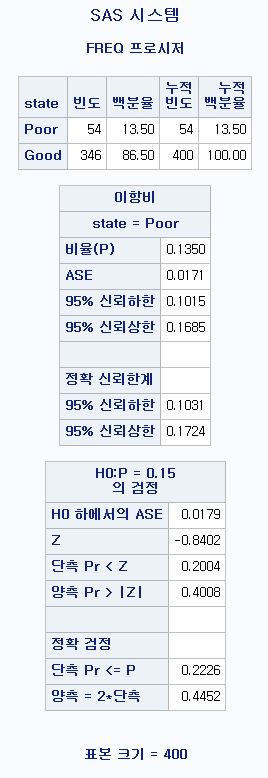 SAS 시스템
FREQ 프로시저
state 빈도 백분율 누적 빈도 누적 백분율
Poor 54 13.50 54 13.50
Good 346 86.50 400 100.00
이항비
state = Poor
비율(P) 0.1350
ASE 0.0171
95% 신뢰하한 0.1015
95% 신뢰상한 0.1685
정확 신뢰한계
95% 신뢰하한 0.1031
95% 신뢰상한 0.1724
H0:P = 0.15
의 검정
H0 하에서의 ASE 0.0179
Z -0.8402
단측 Pr < Z 0.2004
양측 Pr > |Z| 0.4008
정확 검정
단측 Pr <= P 0.2226
양측 = 2*단측 0.4452
표본 크기 = 400